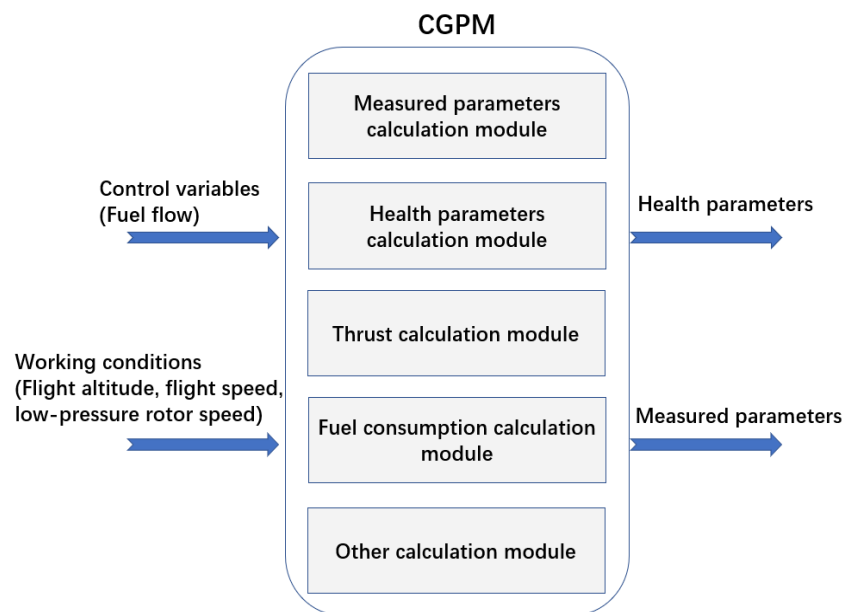 CGPM
Measured parameters
calculation module
Control variables
(Fuel flow)
Health parameters
calculation module
Health parameters
Thrust calculation module
Working conditions
(Flight altitude, flight speed,
low-pressure rotor speed)
Fuel consumption calculation
module
Measured parameters
Other calculation module